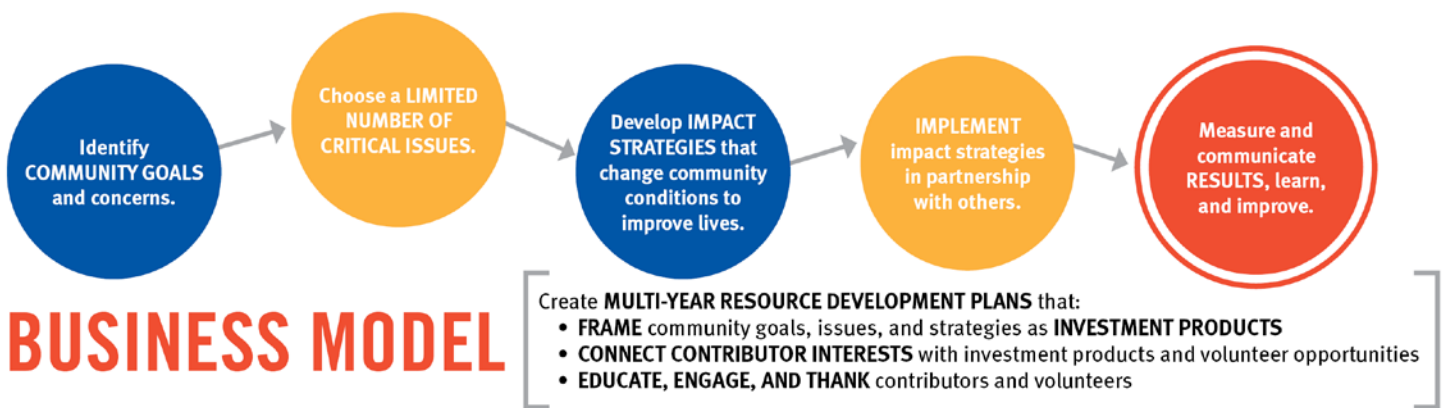 Identify
COMMUNITY GOALS
and concerns.
Choose a LIMITED
NUMBER OF
CRITICAL ISSUES.
Develop IMPACT
STRATEGIES that
change community
conditions to
improve lives.
IMPLEMENT
impact strategies
in partnership
with others.
Measure and
communicate
RESULTS, learn,
and improve.
BUSINESS MODEL
Create MULTI-YEAR RESOURCE DEVELOPMENT PLANS that:
• FRAME community goals, issues, and strategies as INVESTMENT PRODUCTS
• CONNECT CONTRIBUTOR INTERESTS with investment products and volunteer opportunities
• EDUCATE, ENGAGE, AND THANK contributors and volunteers